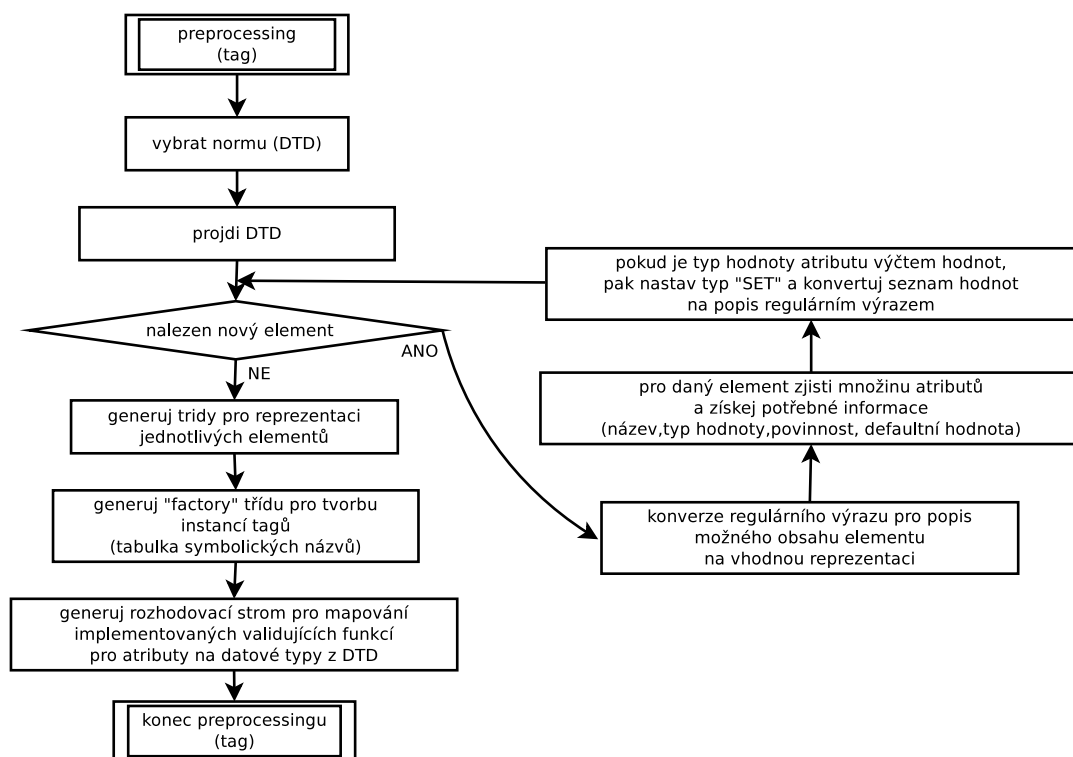 preprocessing
(tag)
vybrat normu (DTD)
projdi DTD
nalezen nový element
NE
ANO
generuj tridy pro reprezentaci
jednotlivých elementů
generuj "factory" třídu pro tvorbu
instancí tagů
(tabulka symbolických názvů)
generuj rozhodovací strom pro mapování
implementovaných validujících funkcí
pro atributy na datové typy z DTD
konec preprocessingu
(tag)
pokud je typ hodnoty atributu výčtem hodnot,
pak nastav typ "SET" a konvertuj seznam hodnot
na popis regulárním výrazem
pro daný element zjisti množinu atributů
a získej potřebné informace
(název,typ hodnoty,povinnost, defaultní hodnota)
konverze regulárního výrazu pro popis
možného obsahu elementu
na vhodnou reprezentaci